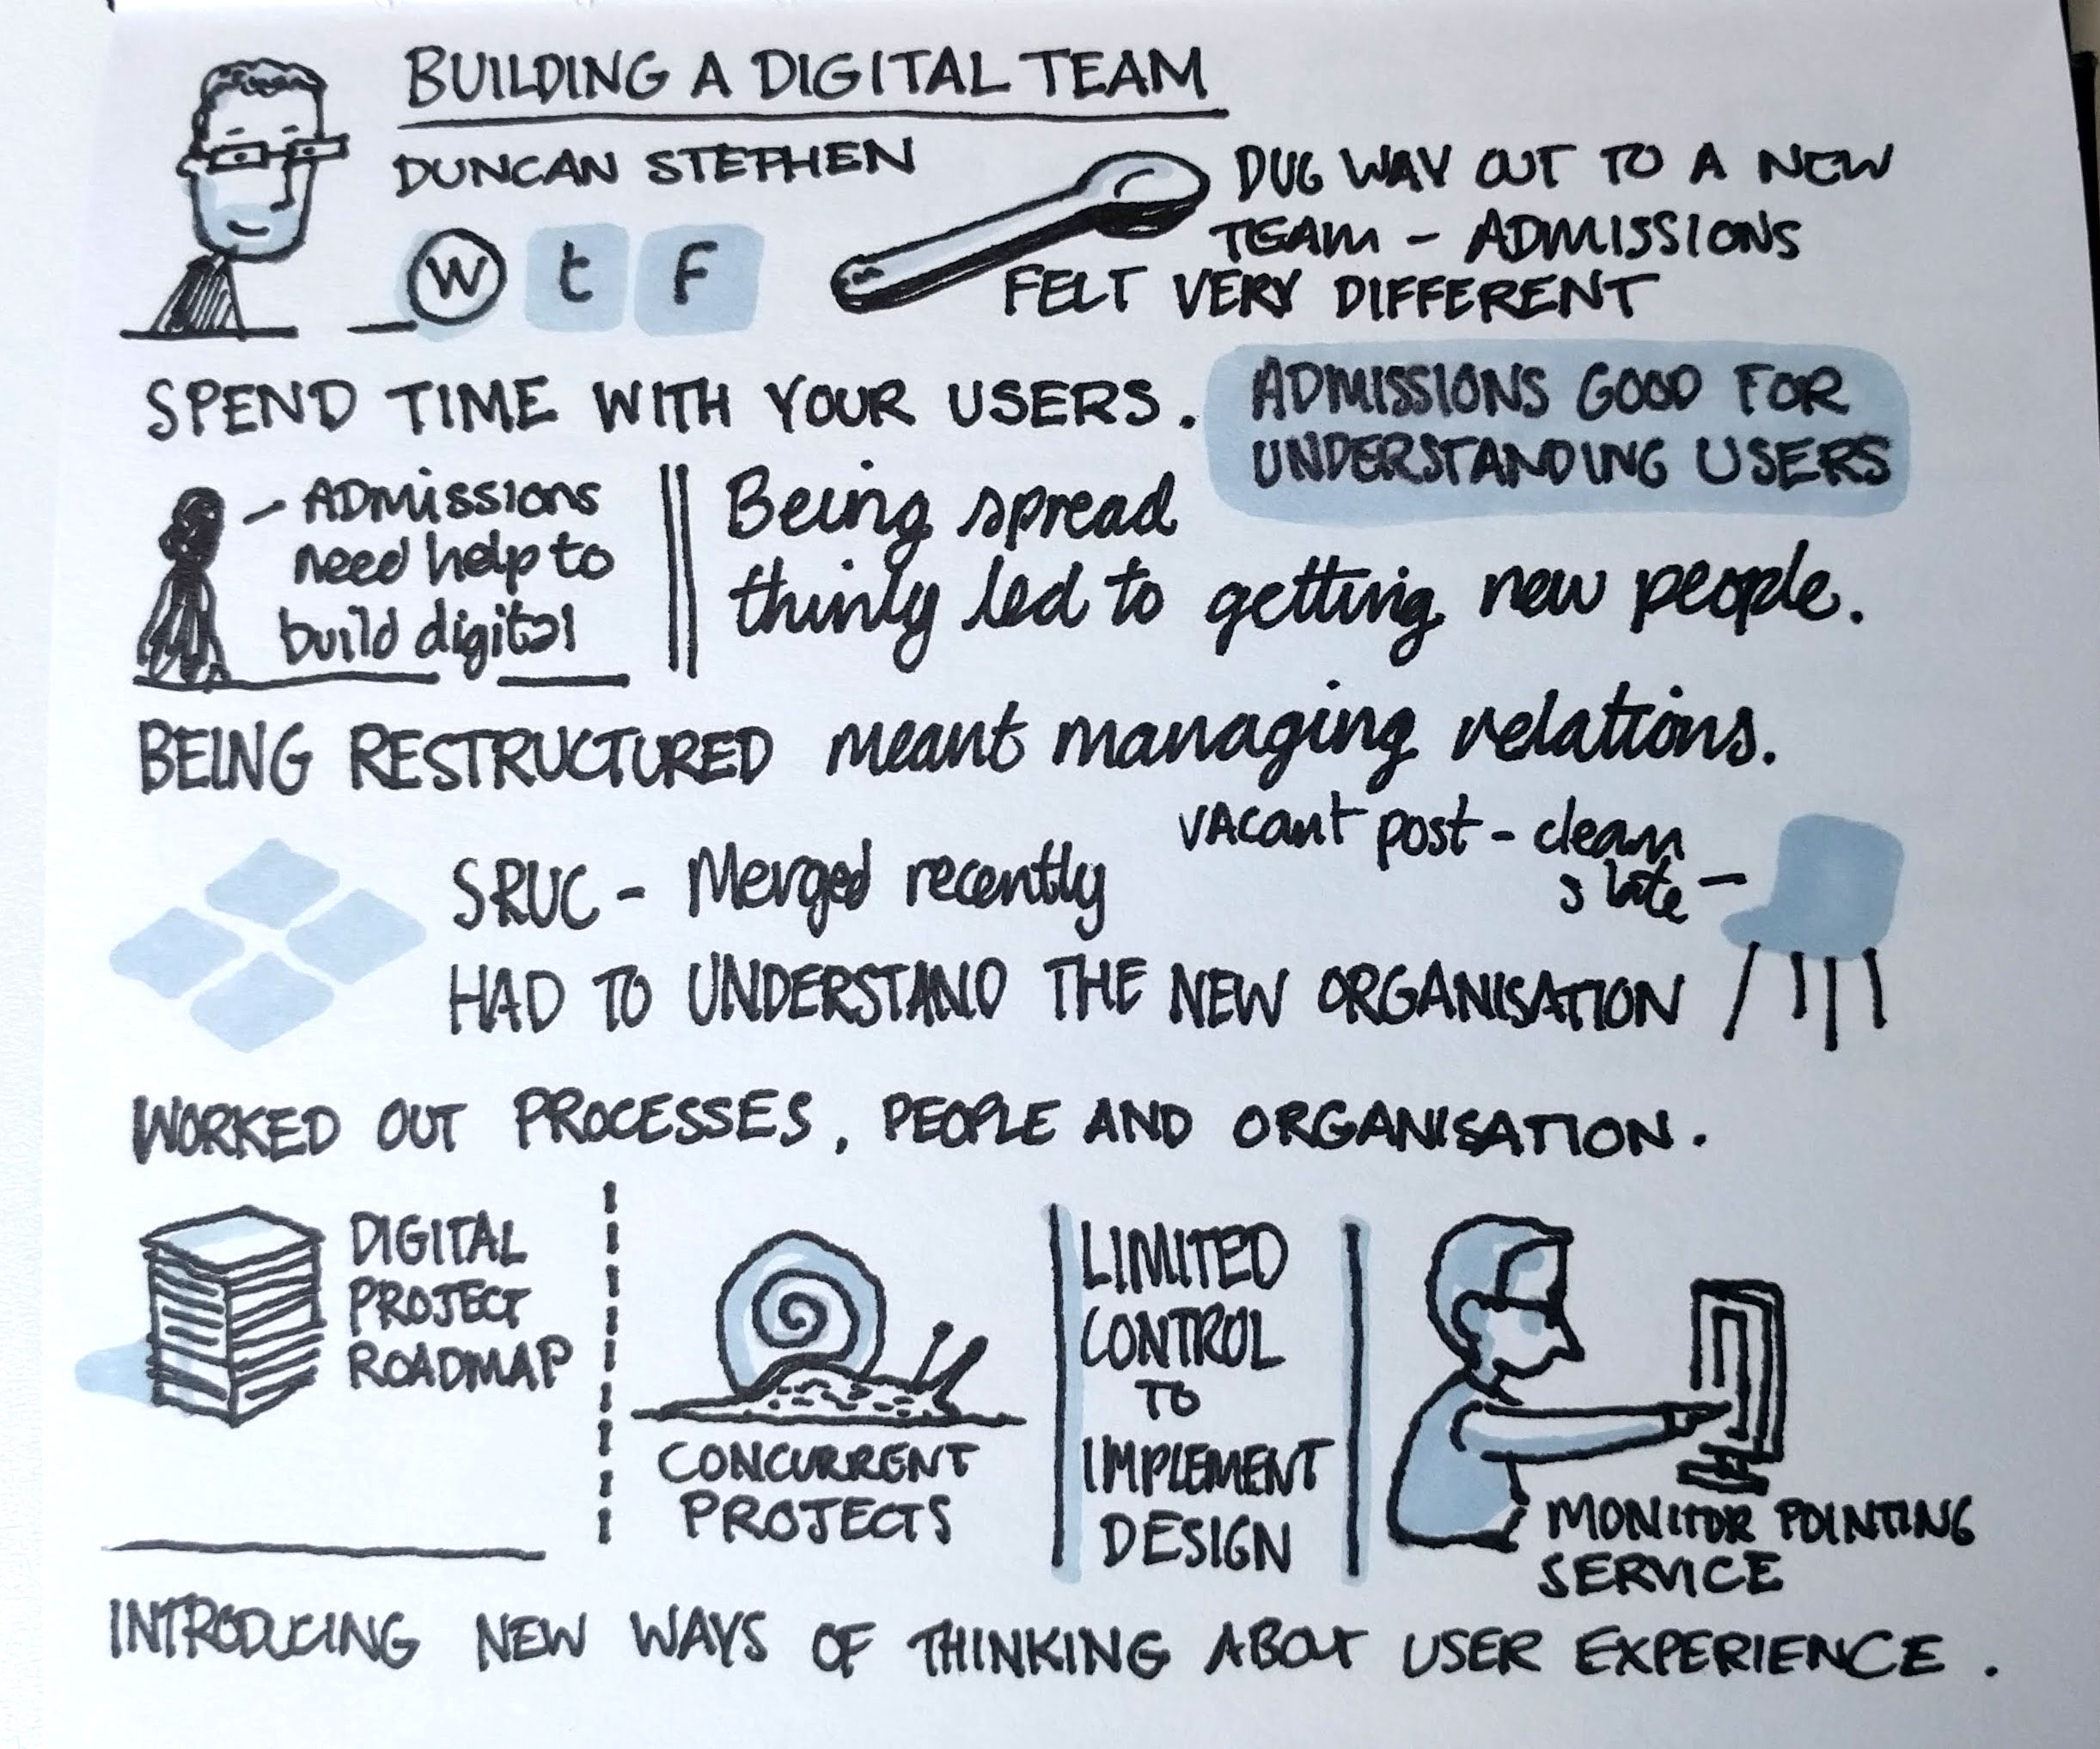 BUILDING A DIGITAL TEAM
DUNCAN STEPHEN
W t F
DUG WAY OUT TO A NEW
TEAM - ADMISSIONS
FELT VERY DIFFERENT
SPEND TIME WITH YOUR USERS.
ADMISSIONS GOOD FOR
UNDERSTANDING USERS
- ADMISSIONS
need help to
build digital
Being spread
thinly led to getting new people.
BEING RESTRUCTURED meant managing relations.
SRUC - Merged recently
VACANT post - clean
slate -
HAD TO UNDERSTAND THE NEW ORGANISATION
WORKED OUT PROCESSES, PEOPLE AND ORGANISATION.
DIGITAL
PROJECT
ROADMAP
CONCURRENT
PROJECTS
LIMITED
CONTROL
TO
IMPLEMENT
DESIGN
MONITOR POINTING
SERVICE
INTRODUCING NEW WAYS OF THINKING ABOUT USER EXPERIENCE.